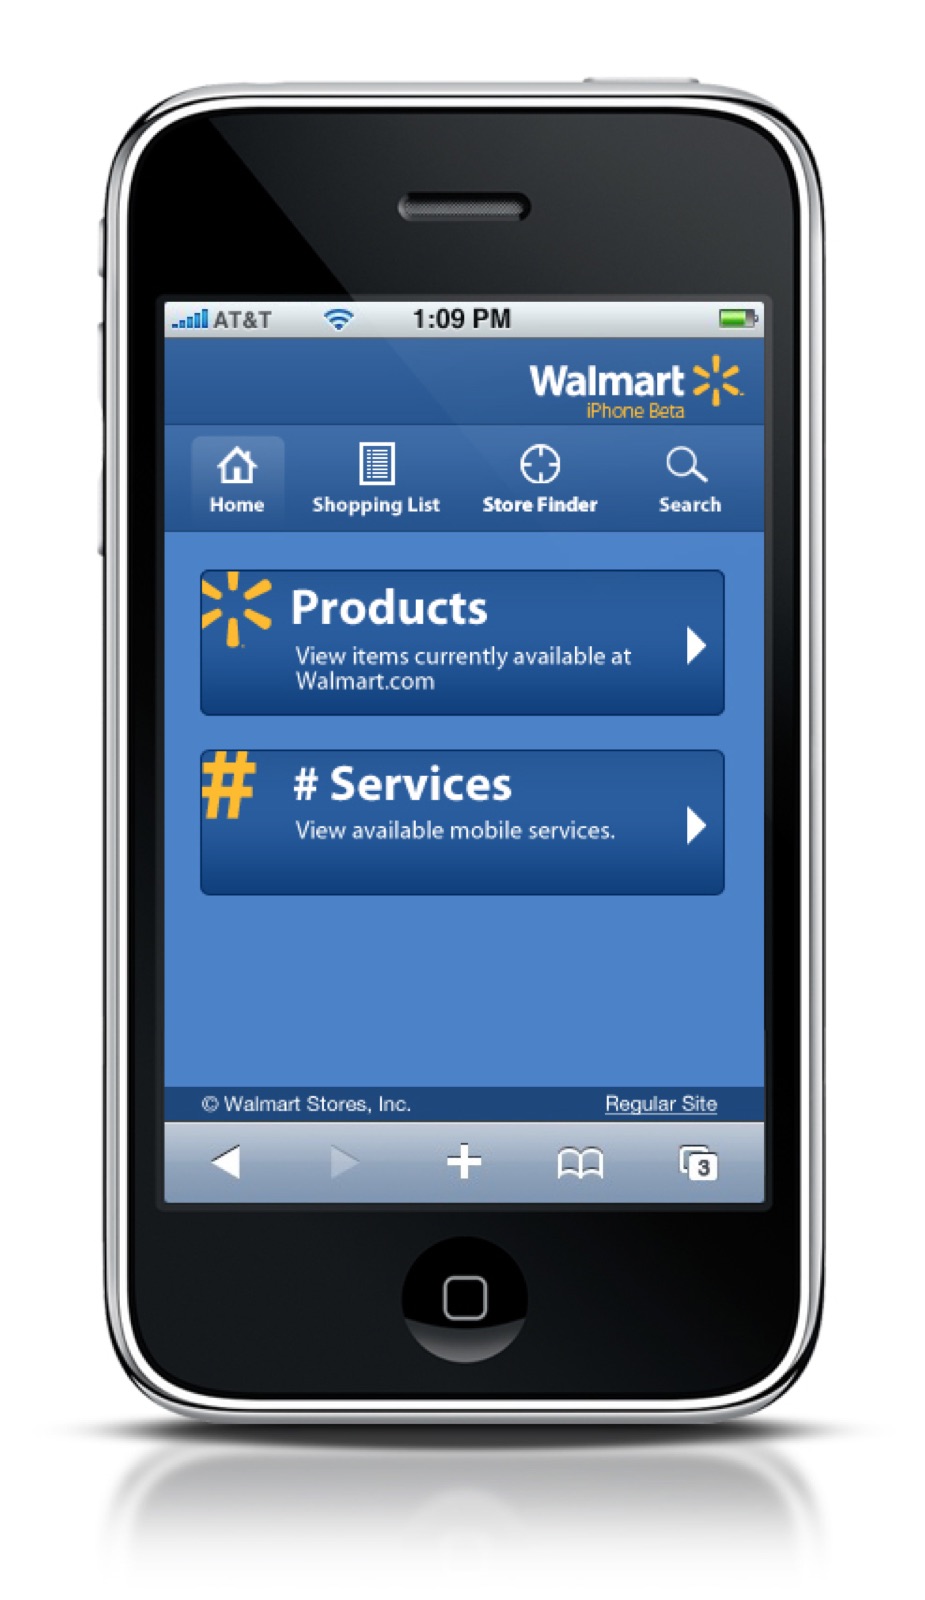 AT&T 1:09 PM
Walmart
iPhone Beta
Home Shopping List Store Finder Search
Products
View items currently available at
Walmart.com
#
# Services
View available mobile services.
© Walmart Stores, Inc. Regular Site
3